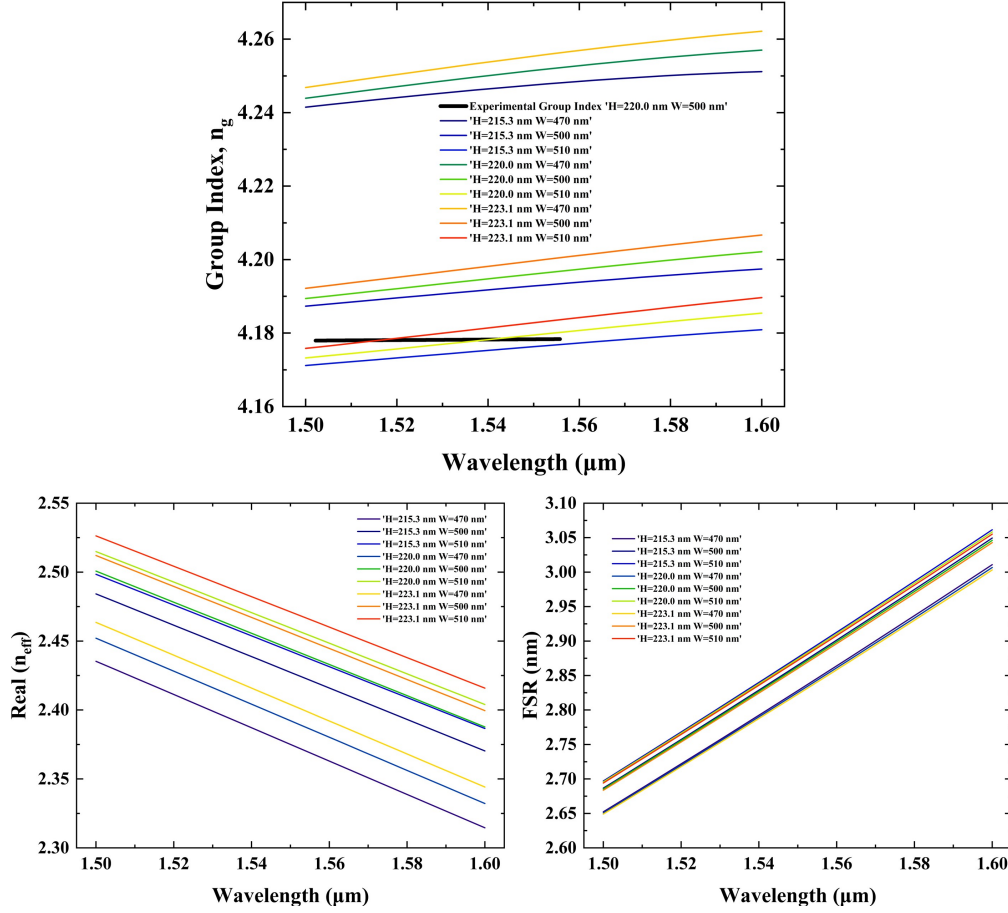 4.26
4.24
4.22
4.20
4.18
4.16
Group Index, ng
Experimental Group Index 'H=220.0 nm W=500 nm'
'H=215.3 nm W=470 nm'
'H=215.3 nm W=500 nm'
'H=215.3 nm W=510 nm'
'H=220.0 nm W=470 nm'
'H=220.0 nm W=500 nm'
'H=220.0 nm W=510 nm'
'H=223.1 nm W=470 nm'
'H=223.1 nm W=500 nm'
'H=223.1 nm W=510 nm'
1.50 1.52 1.54 1.56 1.58 1.60
Wavelength (μm)
2.55
2.50
2.45
2.40
2.35
2.30
Real (neff)
'H=215.3 nm W=470 nm'
'H=215.3 nm W=500 nm'
'H=215.3 nm W=510 nm'
'H=220.0 nm W=470 nm'
'H=220.0 nm W=500 nm'
'H=220.0 nm W=510 nm'
'H=223.1 nm W=470 nm'
'H=223.1 nm W=500 nm'
'H=223.1 nm W=510 nm'
1.50 1.52 1.54 1.56 1.58 1.60
Wavelength (μm)
3.10
3.05
3.00
2.95
2.90
2.85
2.80
2.75
2.70
2.65
2.60
FSR (nm)
'H=215.3 nm W=470 nm'
'H=215.3 nm W=500 nm'
'H=215.3 nm W=510 nm'
'H=220.0 nm W=470 nm'
'H=220.0 nm W=500 nm'
'H=220.0 nm W=510 nm'
'H=223.1 nm W=470 nm'
'H=223.1 nm W=500 nm'
'H=223.1 nm W=510 nm'
1.50 1.52 1.54 1.56 1.58 1.60
Wavelength (μm)